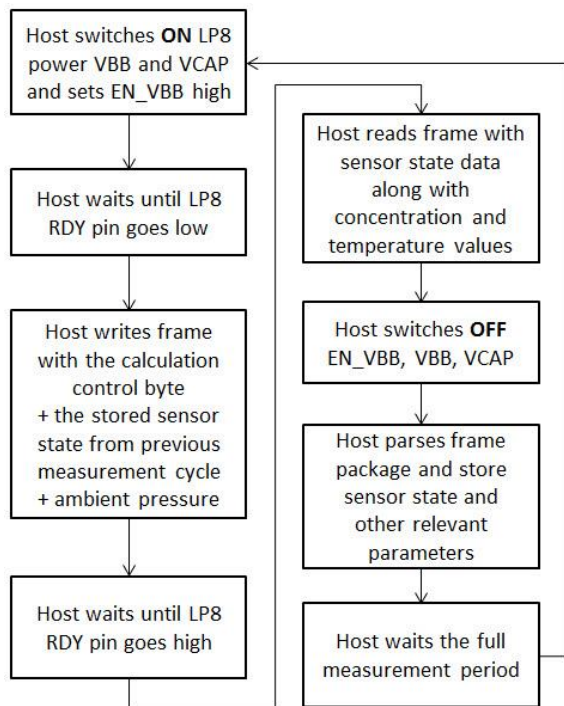 Host switches ON LP8
power VBB and VCAP
and sets EN_VBB high
Host waits until LP8
RDY pin goes low
Host writes frame
with the calculation
control byte
+ the stored sensor
state from previous
measurement cycle
+ ambient pressure
Host waits until LP8
RDY pin goes high
Host reads frame with
sensor state data
along with
concentration and
temperature values
Host switches OFF
EN_VBB, VBB, VCAP
Host parses frame
package and store
sensor state and
other relevant
parameters
Host waits the full
measurement period